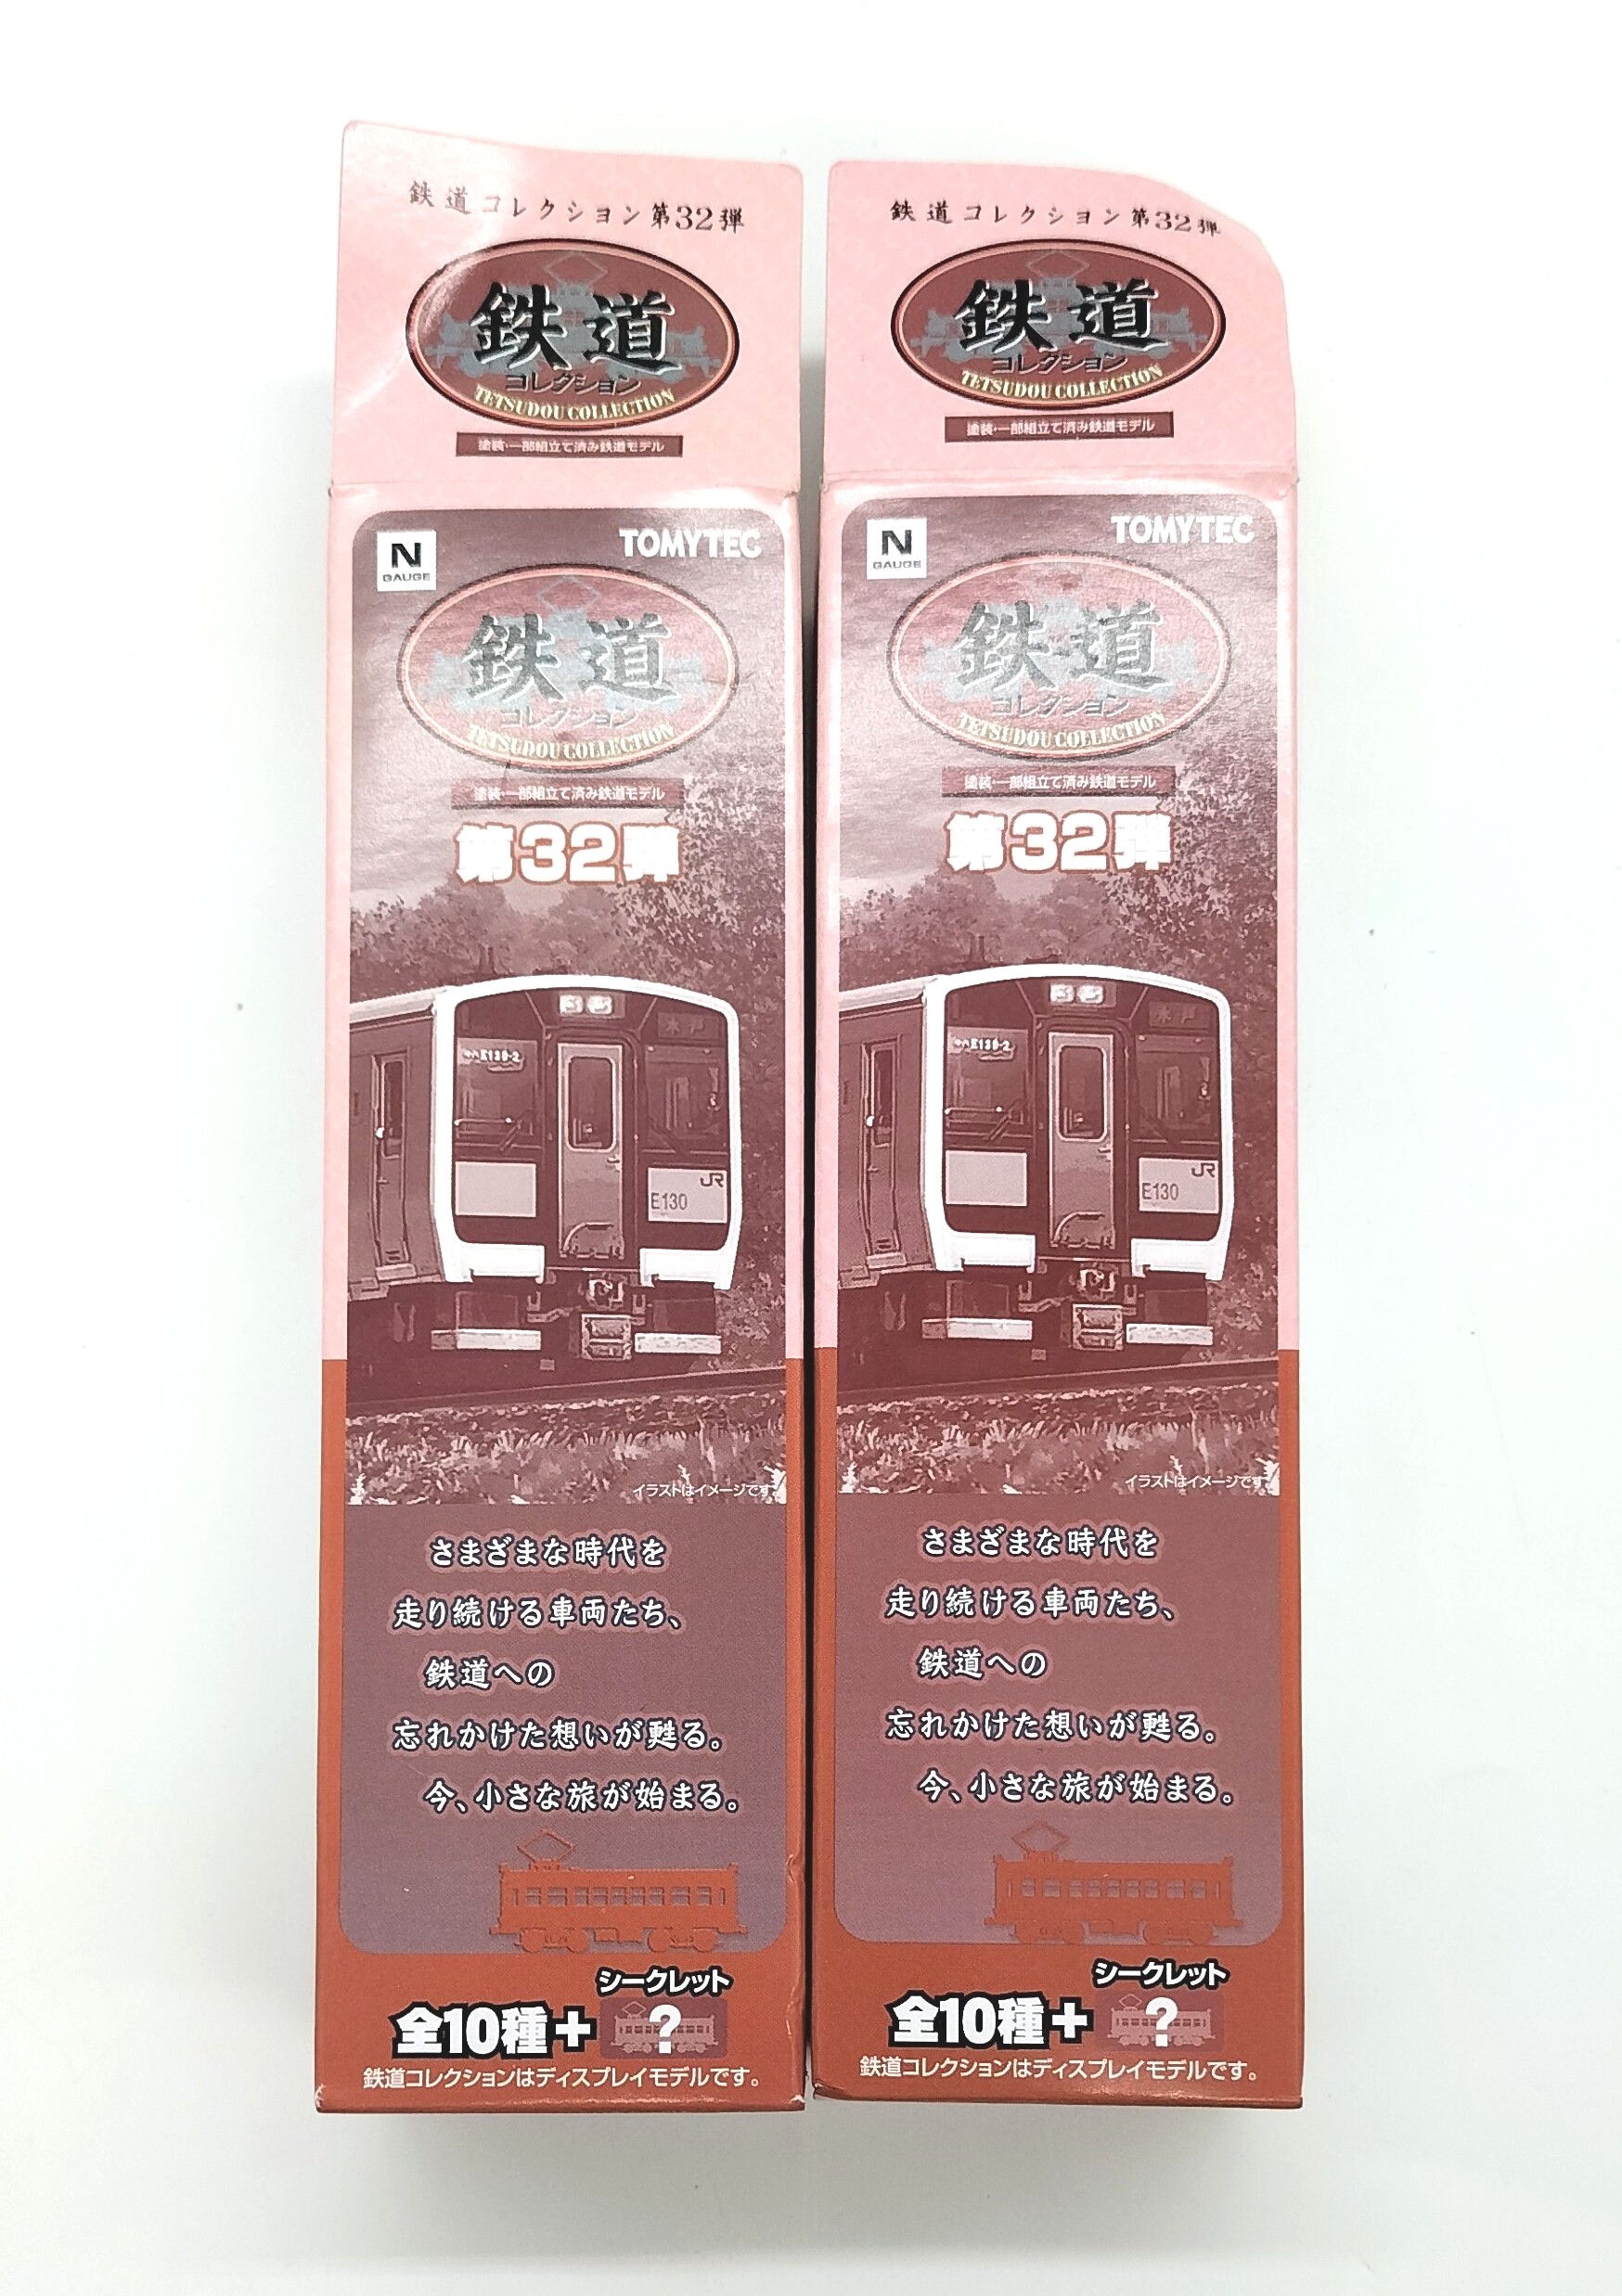 鉄道コレクション第32弾
鉄道
コレクション
TETSUDOU COLLECTION
塗装・一部組立て済み鉄道モデル
N
GAUGE
TOMYTEC
鉄道
コレクション
TETSUDOU COLLECTION
塗装・一部組立て済み鉄道モデル
第32弾
水戸
E130-2
JR
E130
イラストはイメージです。
さまざまな時代を
走り続ける車両たち、
鉄道への
忘れかけた想いが甦る。
今、小さな旅が始まる。
シークレット
全10種+ ?
鉄道コレクションはディスプレイモデルです。
鉄道コレクション第32弾
鉄道
コレクション
TETSUDOU COLLECTION
塗装・一部組立て済み鉄道モデル
N
GAUGE
TOMYTEC
鉄道
コレクション
TETSUDOU COLLECTION
塗装・一部組立て済み鉄道モデル
第32弾
水戸
E130-2
JR
E130
イラストはイメージです。
さまざまな時代を
走り続ける車両たち、
鉄道への
忘れかけた想いが甦る。
今、小さな旅が始まる。
シークレット
全10種+ ?
鉄道コレクションはディスプレイモデルです。